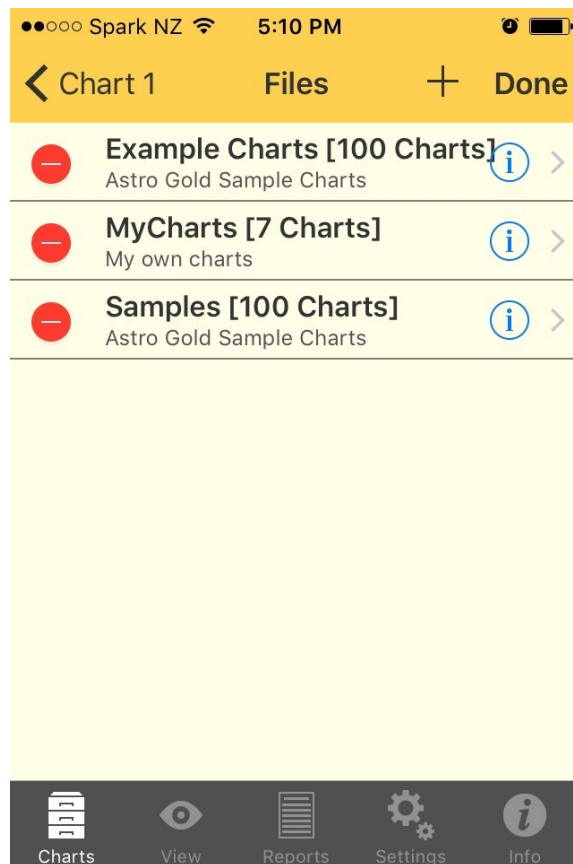 Spark NZ 5:10 PM
Chart 1 Files + Done
Example Charts [100 Charts]
Astro Gold Sample Charts
MyCharts [7 Charts]
My own charts
Samples [100 Charts]
Astro Gold Sample Charts
Charts View Reports Settings Info